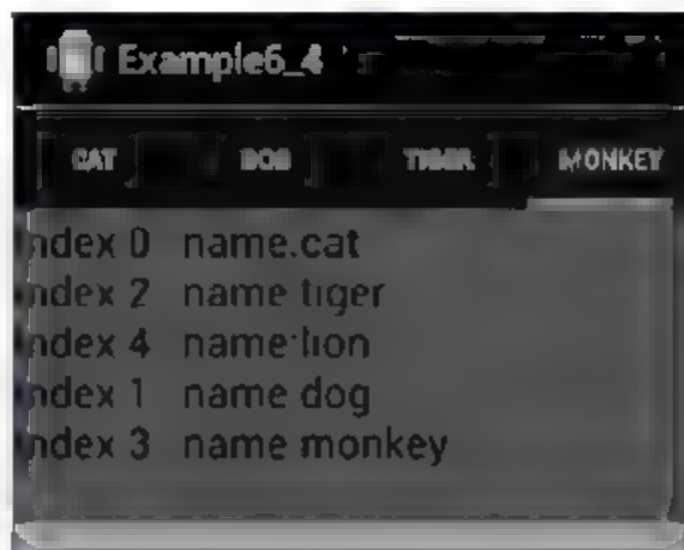 Example6_4
CAT DOG TIGER MONKEY
ndex 0 name.cat
ndex 2 name tiger
ndex 4 name:lion
ndex 1 name dog
ndex 3 name monkey